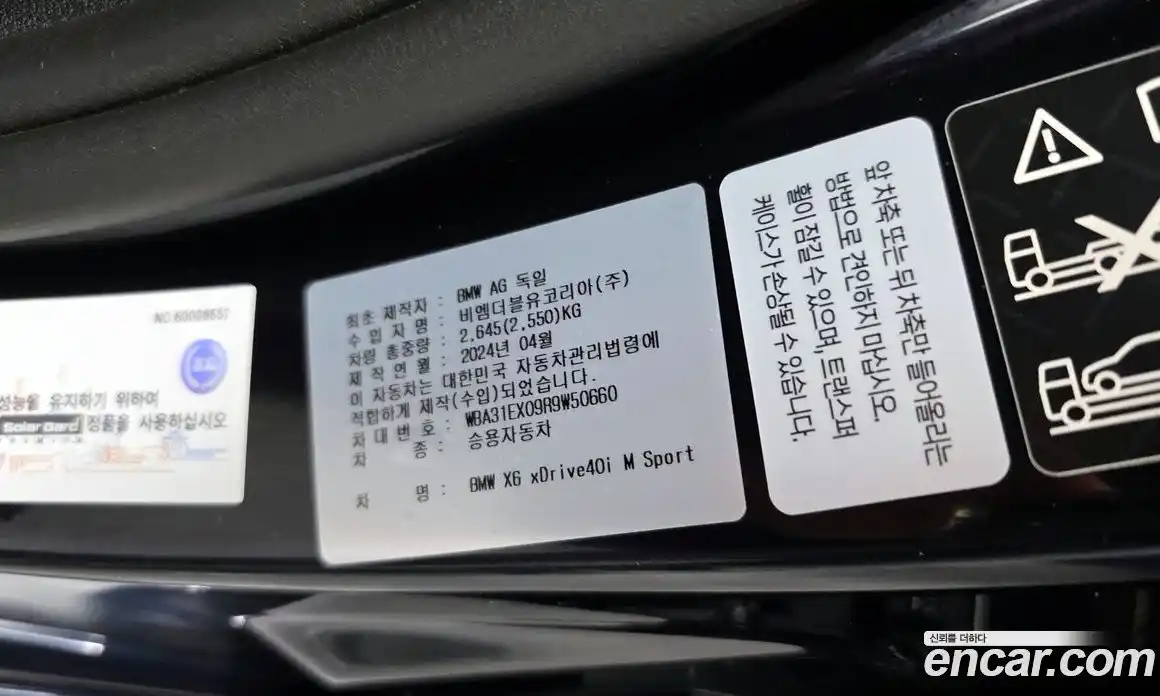 NO.60008657
성능을 유지하기 위하여
Solar Gard 정품을 사용하십시오
최초 제작자 : BMW AG 독일
수 입 자 명 : 비엠더블유코리아(주)
차량 총중량 : 2,645(2,550)KG
제 작 연 월 : 2024년 04월
이 자동차는 대한민국 자동차관리법령에
적합하게 제작(수입)되었습니다.
차 대 번 호 : WBA31EX09R9W50660
차 종 : 승용자동차
차 명 : BMW X6 xDrive40i M Sport
앞 차축 또는 뒤 차축만 들어올리는
방법으로 견인하지 마십시오.
휠이 잠길 수 있으며, 트랜스퍼
케이스가 손상될 수 있습니다.
신뢰를 더하다
encar.com